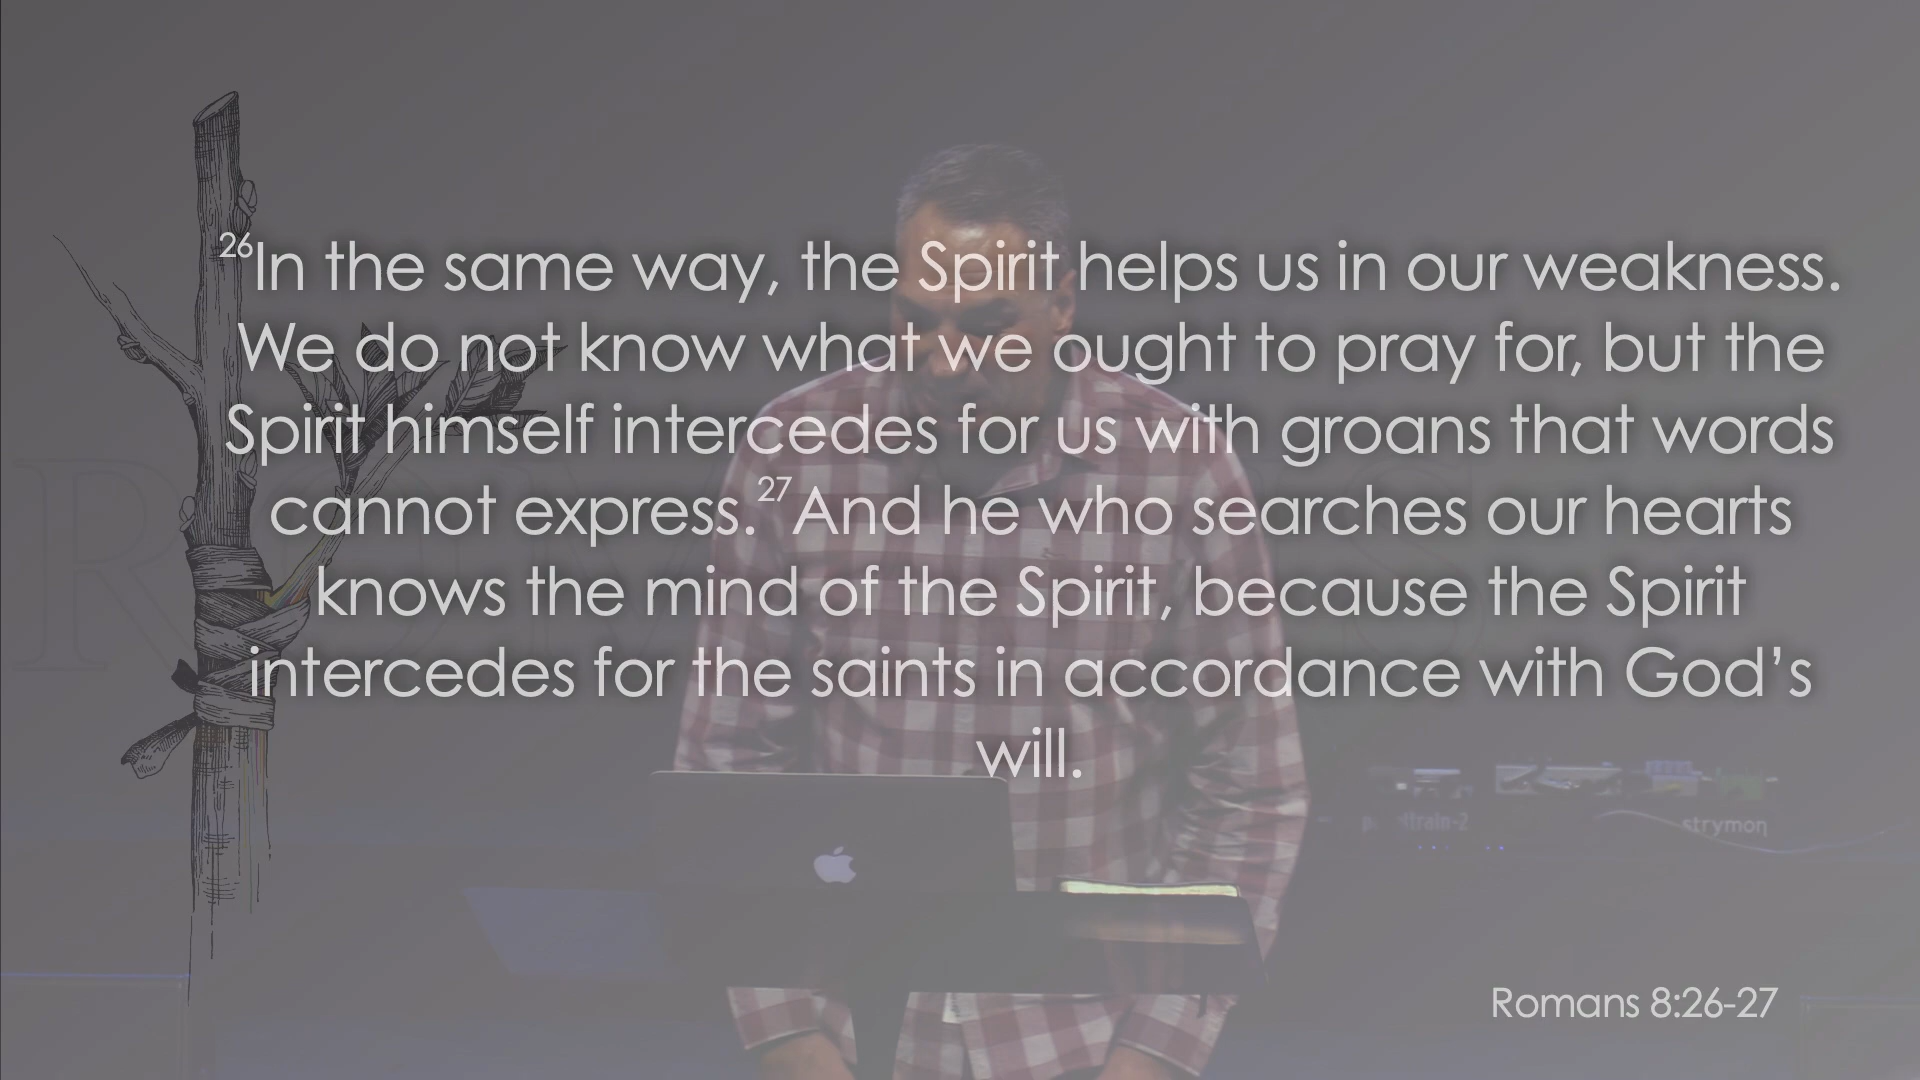 ²⁶In the same way, the Spirit helps us in our weakness.
We do not know what we ought to pray for, but the
Spirit himself intercedes for us with groans that words
cannot express.²⁷And he who searches our hearts
knows the mind of the Spirit, because the Spirit
intercedes for the saints in accordance with God’s
will.
strymon
Romans 8:26-27